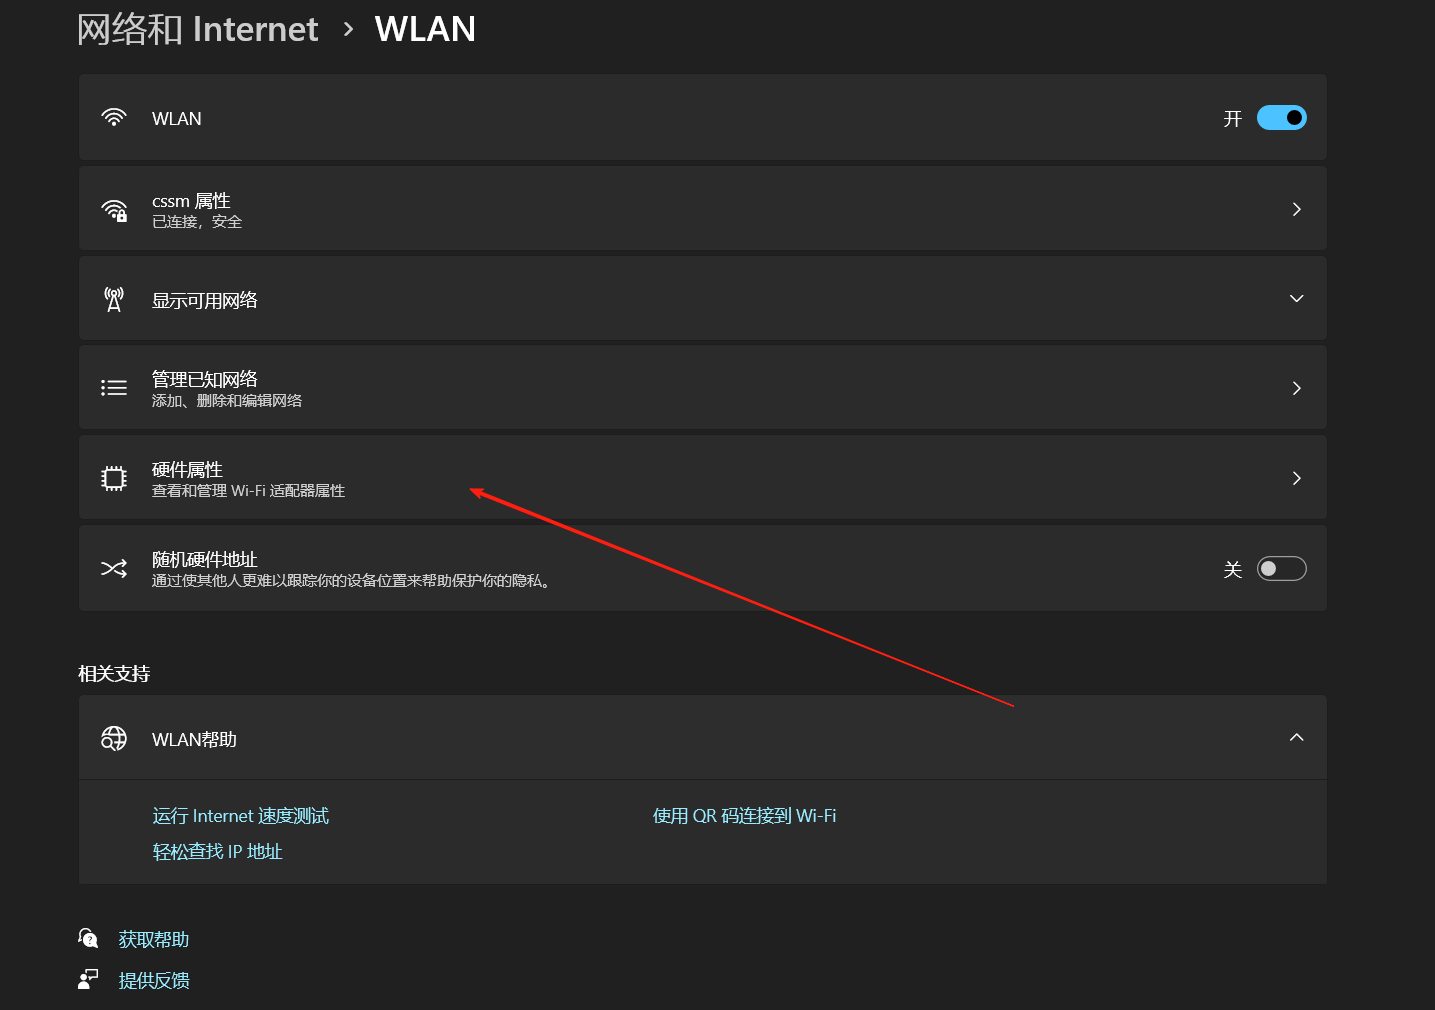 网络和 Internet › WLAN
WLAN
开
cssm 属性
已连接，安全
显示可用网络
管理已知网络
添加、删除和编辑网络
硬件属性
查看和管理 Wi-Fi 适配器属性
随机硬件地址
通过使其他人更难以跟踪你的设备位置来帮助保护你的隐私。
关
相关支持
WLAN帮助
运行 Internet 速度测试
使用 QR 码连接到 Wi-Fi
轻松查找 IP 地址
获取帮助
提供反馈